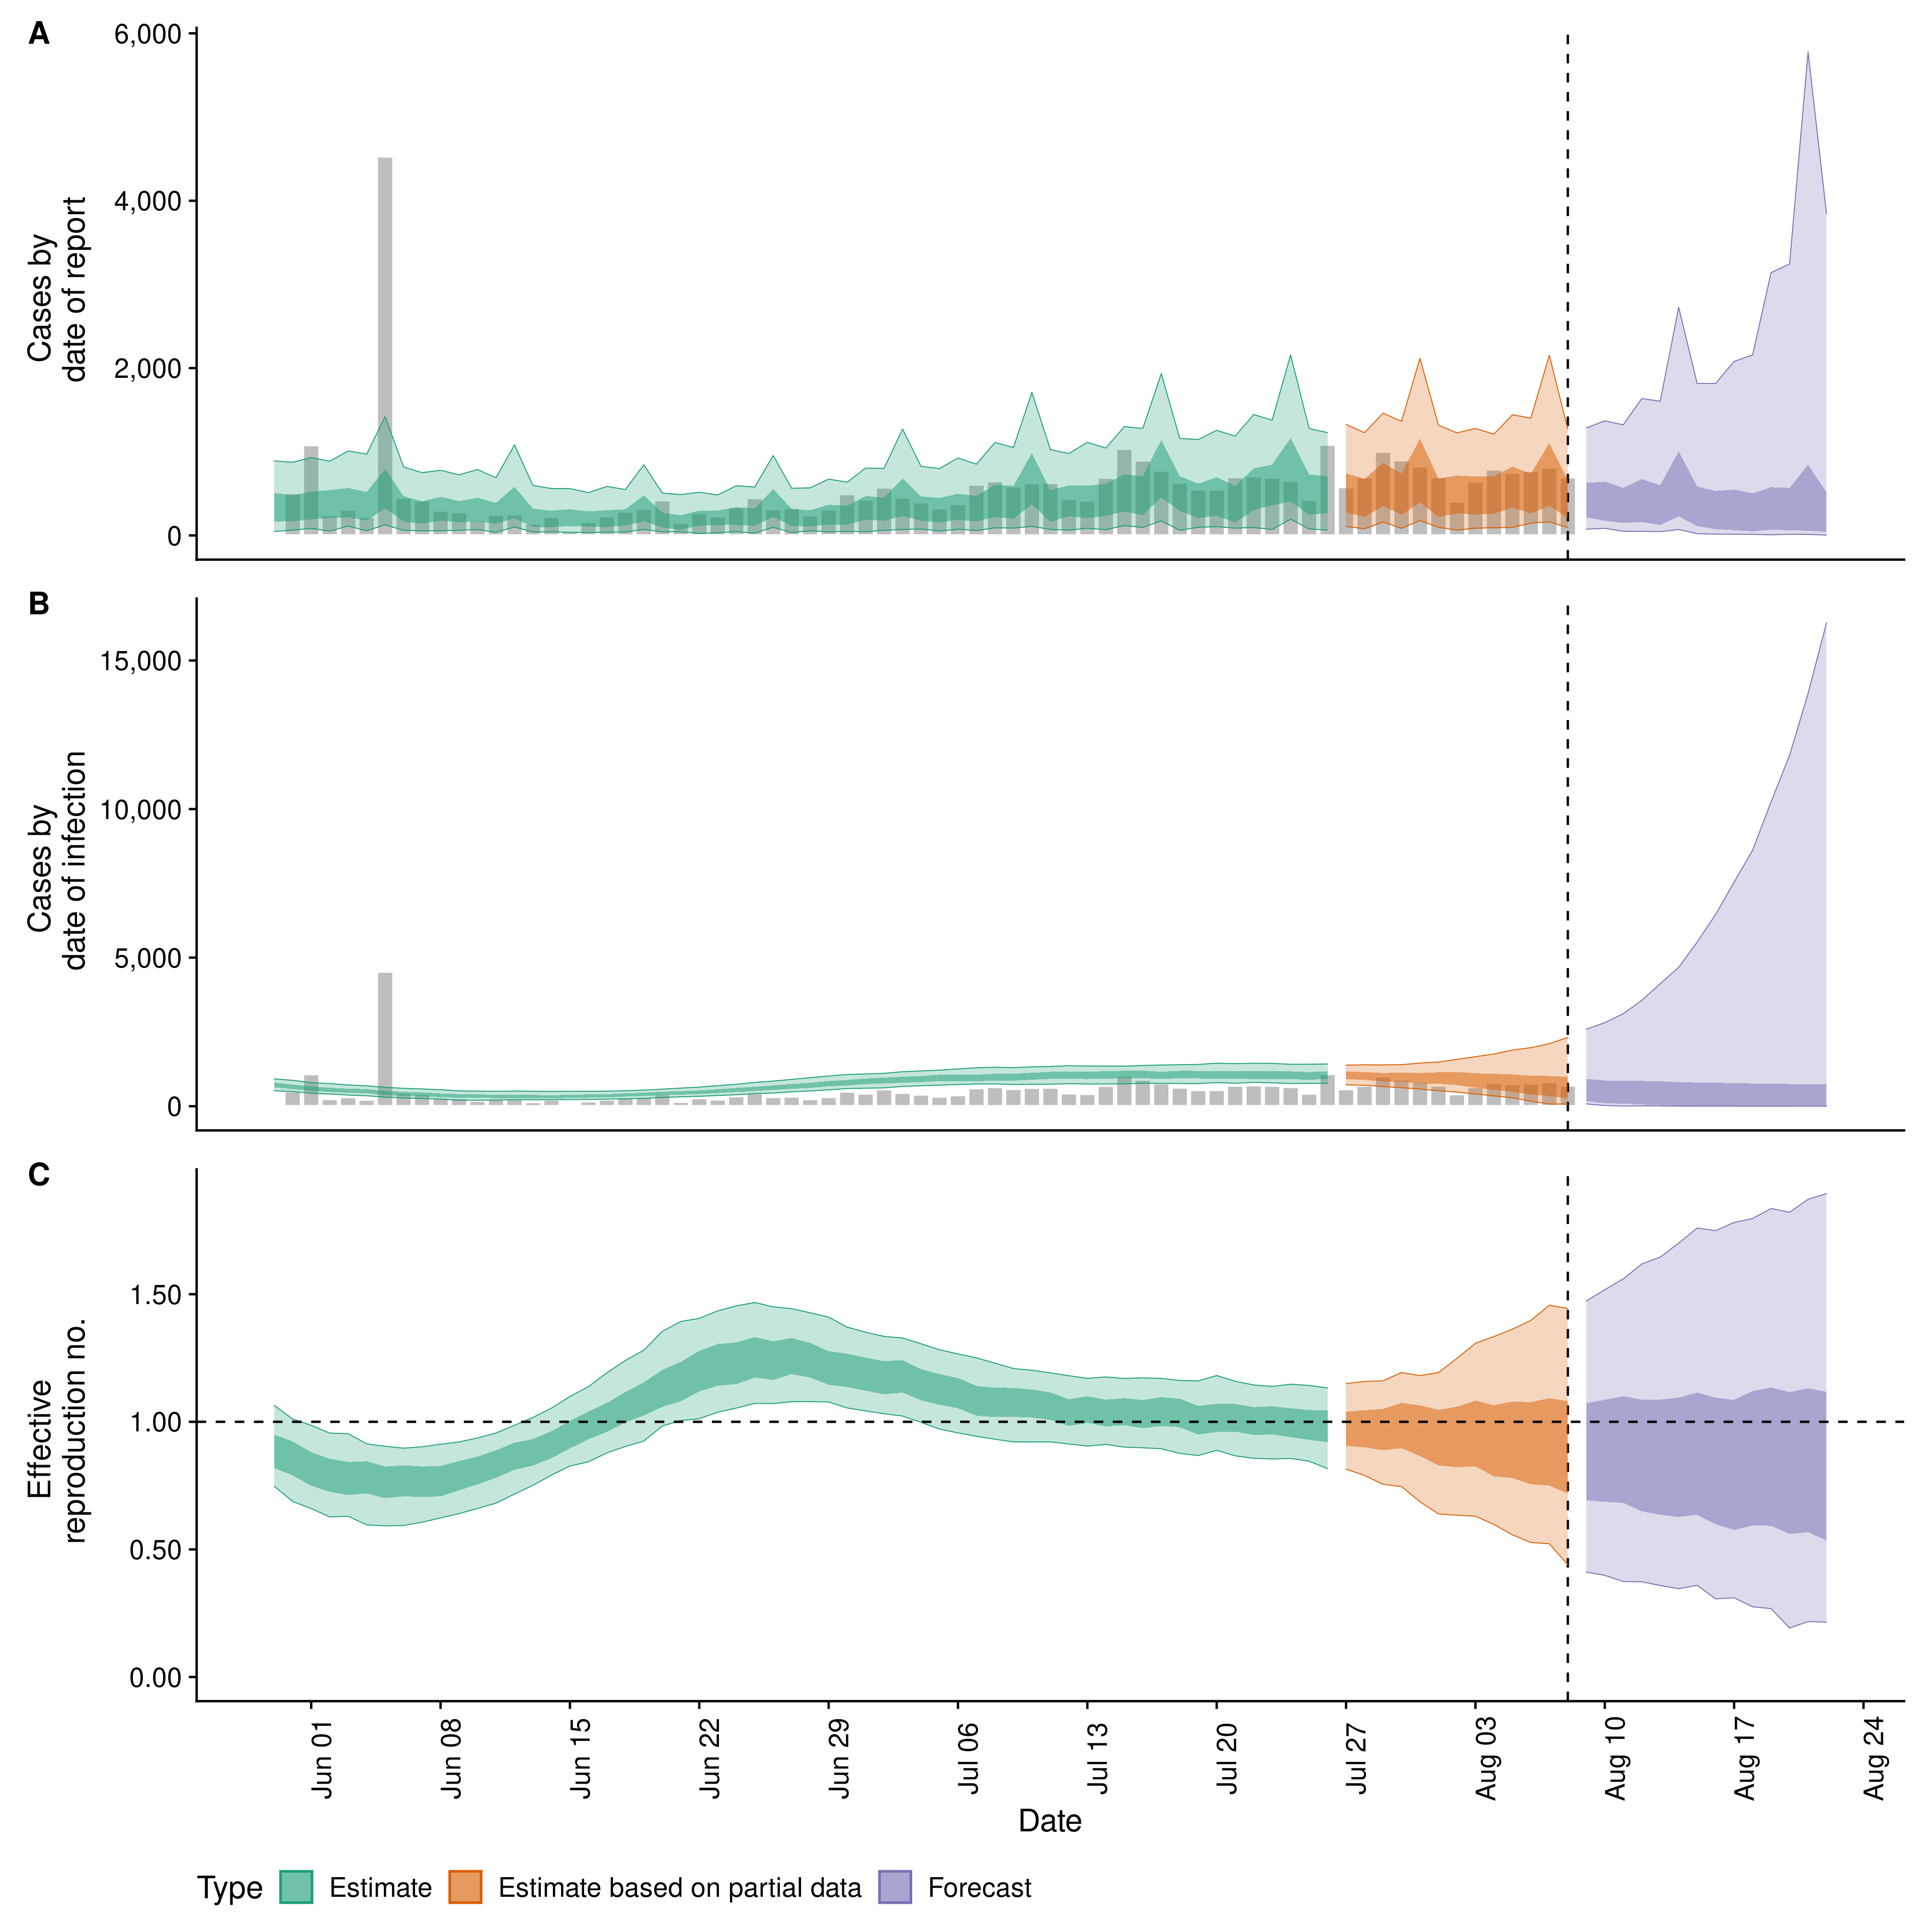 A
Cases by
date of report
6,000
4,000
2,000
0
B
Cases by
date of infection
15,000
10,000
5,000
0
C
Effective
reproduction no.
1.50
1.00
0.50
0.00
Jun 01
Jun 08
Jun 15
Jun 22
Jun 29
Jul 06
Jul 13
Jul 20
Jul 27
Aug 03
Aug 10
Aug 17
Aug 24
Date
Type Estimate Estimate based on partial data Forecast